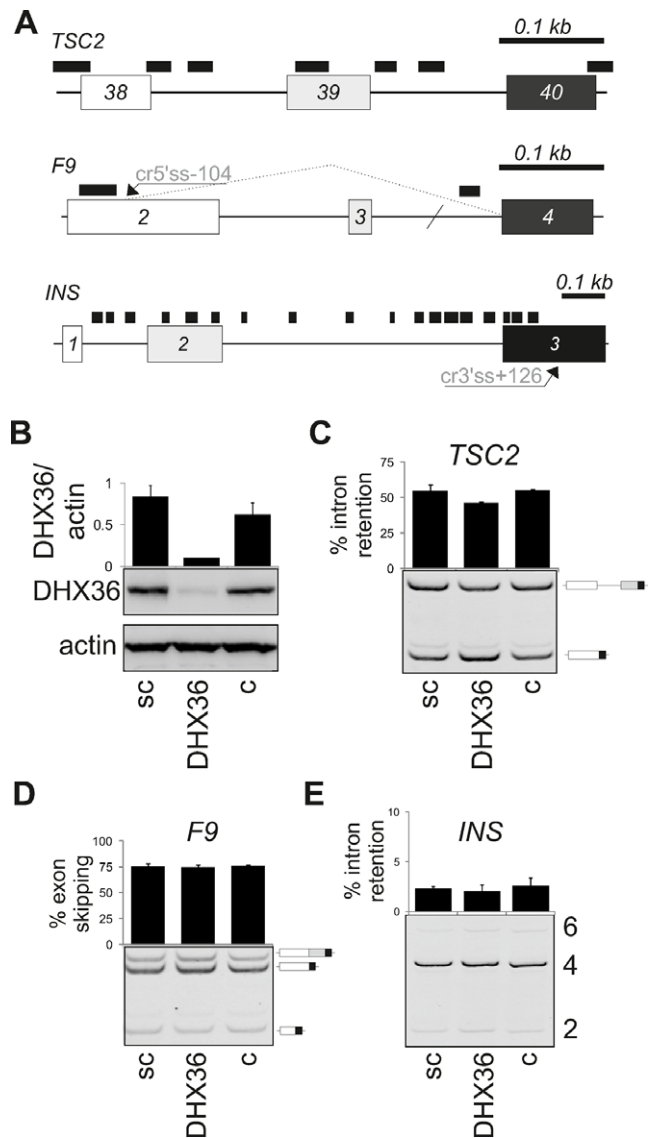 A
TSC2
0.1 kb
38
39
40
F9
0.1 kb
cr5'ss-104
2
3
4
INS
0.1 kb
1
2
3
cr3'ss+126
B
DHX36/
actin
1
0.5
0
DHX36
actin
sc
DHX36
c
C
TSC2
% intron
retention
75
50
25
0
sc
DHX36
c
D
F9
% exon
skipping
100
75
50
25
0
sc
DHX36
c
E
INS
% intron
retention
10
5
0
6
4
2
sc
DHX36
c